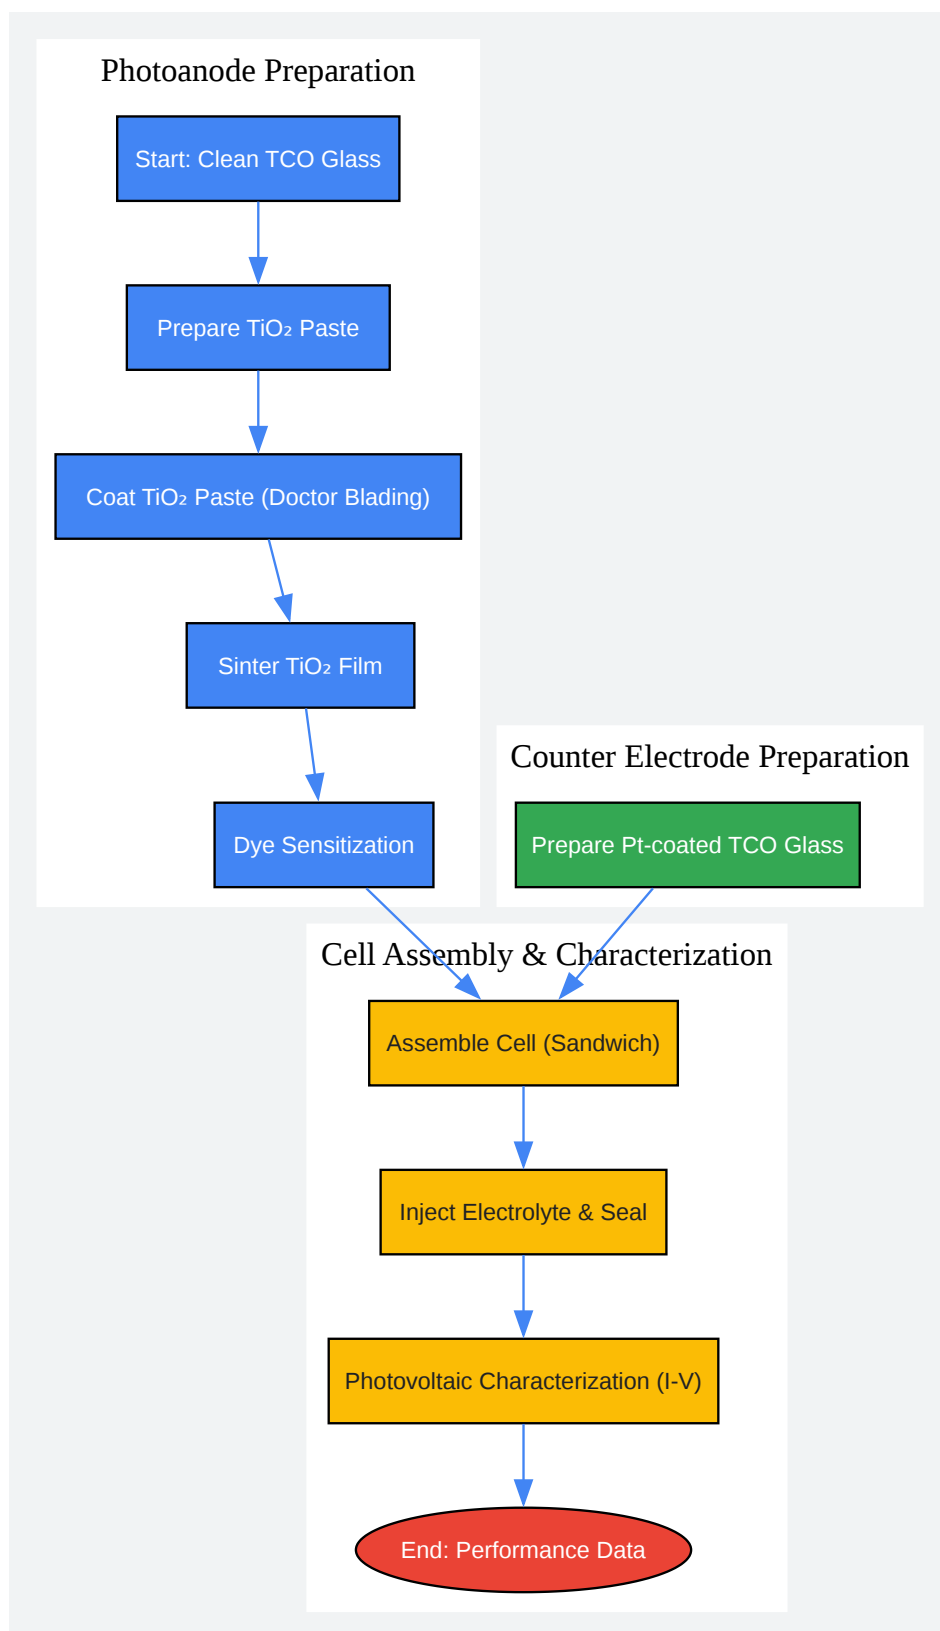 Photoanode Preparation
Start: Clean TCO Glass
Prepare TiO₂ Paste
Coat TiO₂ Paste (Doctor Blading)
Sinter TiO₂ Film
Dye Sensitization
Counter Electrode Preparation
Prepare Pt-coated TCO Glass
Cell Assembly & Characterization
Assemble Cell (Sandwich)
Inject Electrolyte & Seal
Photovoltaic Characterization (I-V)
End: Performance Data